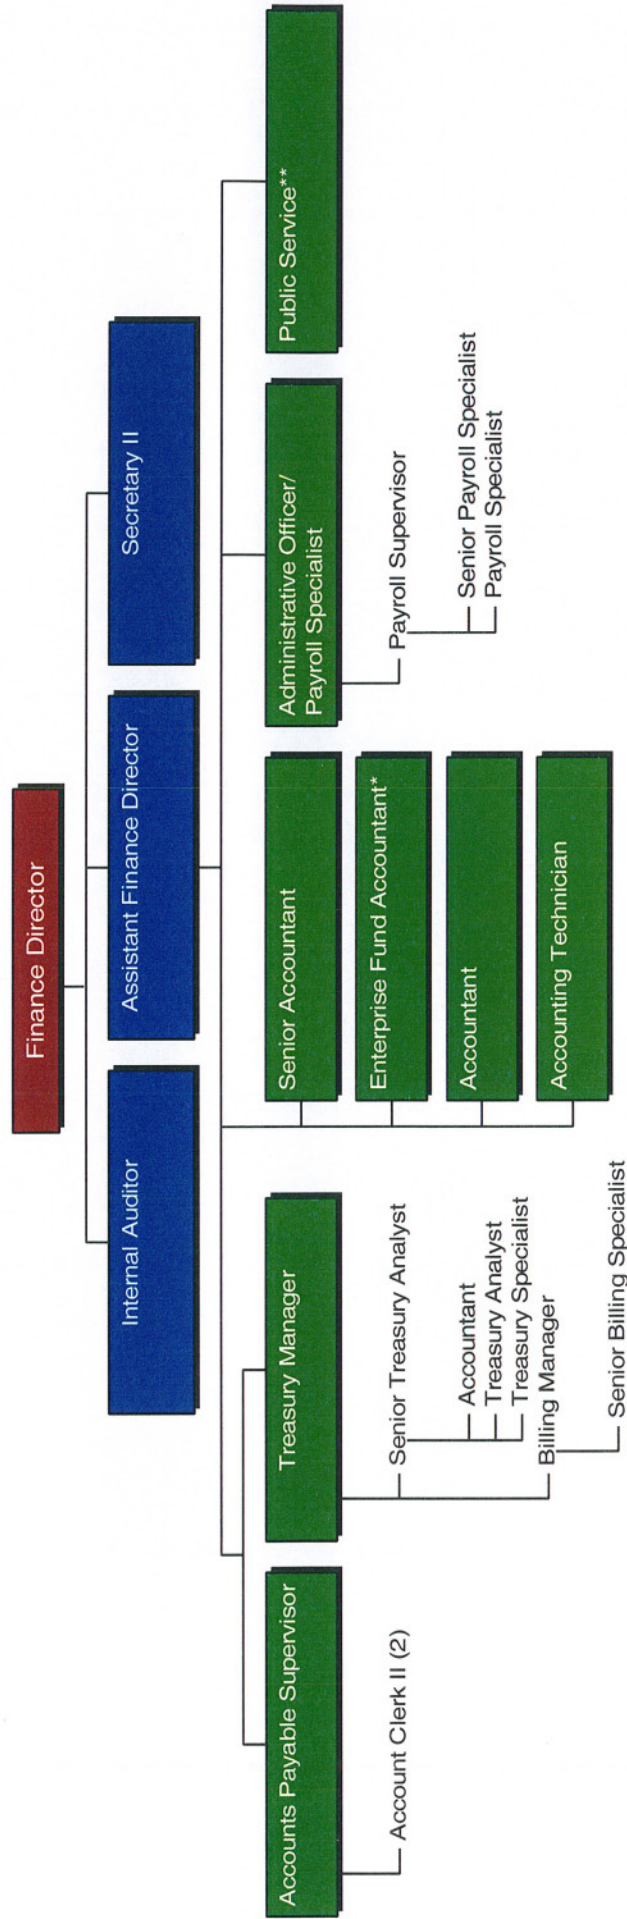 Finance Director
Internal Auditor
Assistant Finance Director
Secretary II
Accounts Payable Supervisor
Account Clerk II (2)
Treasury Manager
Senior Treasury Analyst
Accountant
Treasury Analyst
Treasury Specialist
Billing Manager
Senior Billing Specialist
Senior Accountant
Enterprise Fund Accountant*
Accountant
Accounting Technician
Administrative Officer/
Payroll Specialist
Payroll Supervisor
Senior Payroll Specialist
Payroll Specialist
Public Service**